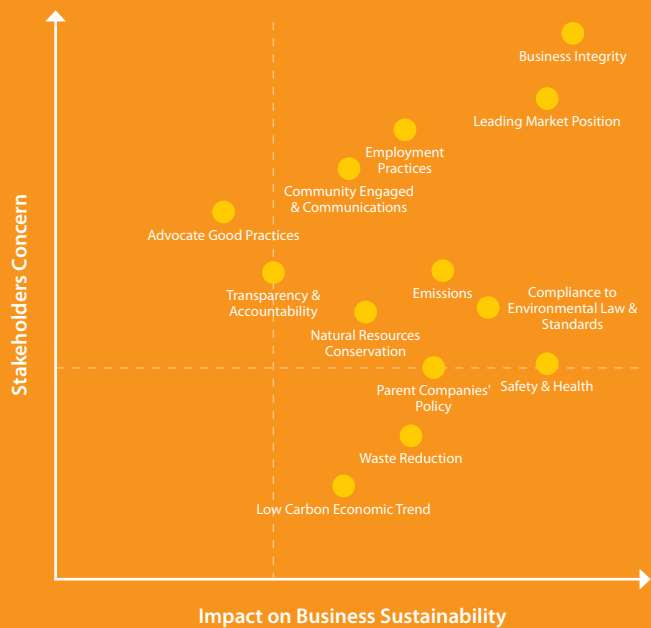 Business Integrity
Leading Market Position
Employment
Practices
Community Engaged
& Communications
Advocate Good Practices
Transparency &
Accountability
Emissions
Compliance to
Environmental Law &
Standards
Natural Resources
Conservation
Parent Companies'
Policy
Safety & Health
Waste Reduction
Low Carbon Economic Trend
Stakeholders Concern
Impact on Business Sustainability